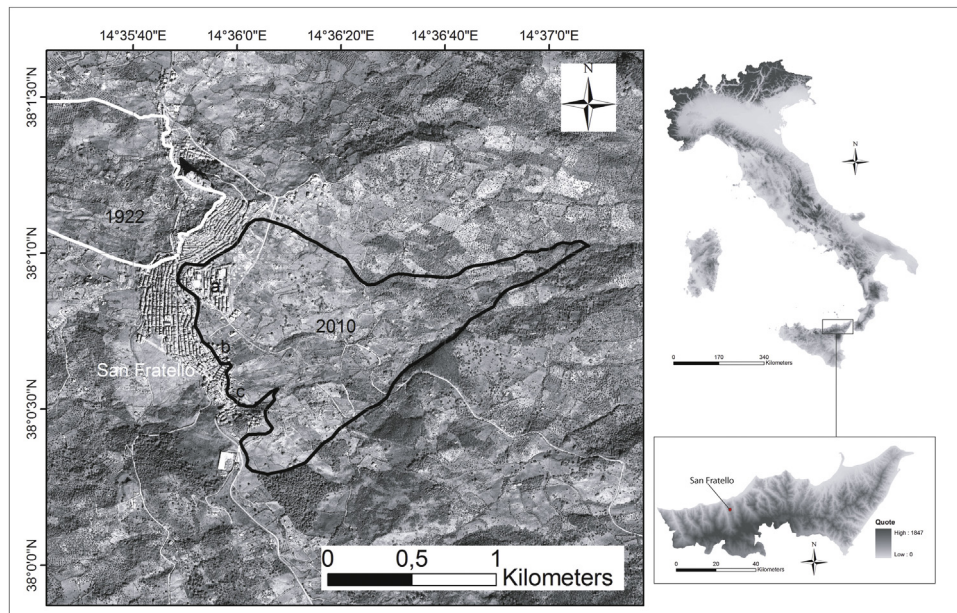 14°35'40"E 14°36'0"E 14°36'20"E 14°36'40"E 14°37'0"E
38°1'30"N
38°1'0"N
38°0'30"N
38°0'0"N
N
1922
a
2010
b
San Fratello
c
0 0,5 1
Kilometers
N
0 170 340
Kilometers
San Fratello
Quote
High : 1847
Low : 0
N
0 20 40
Kilometers